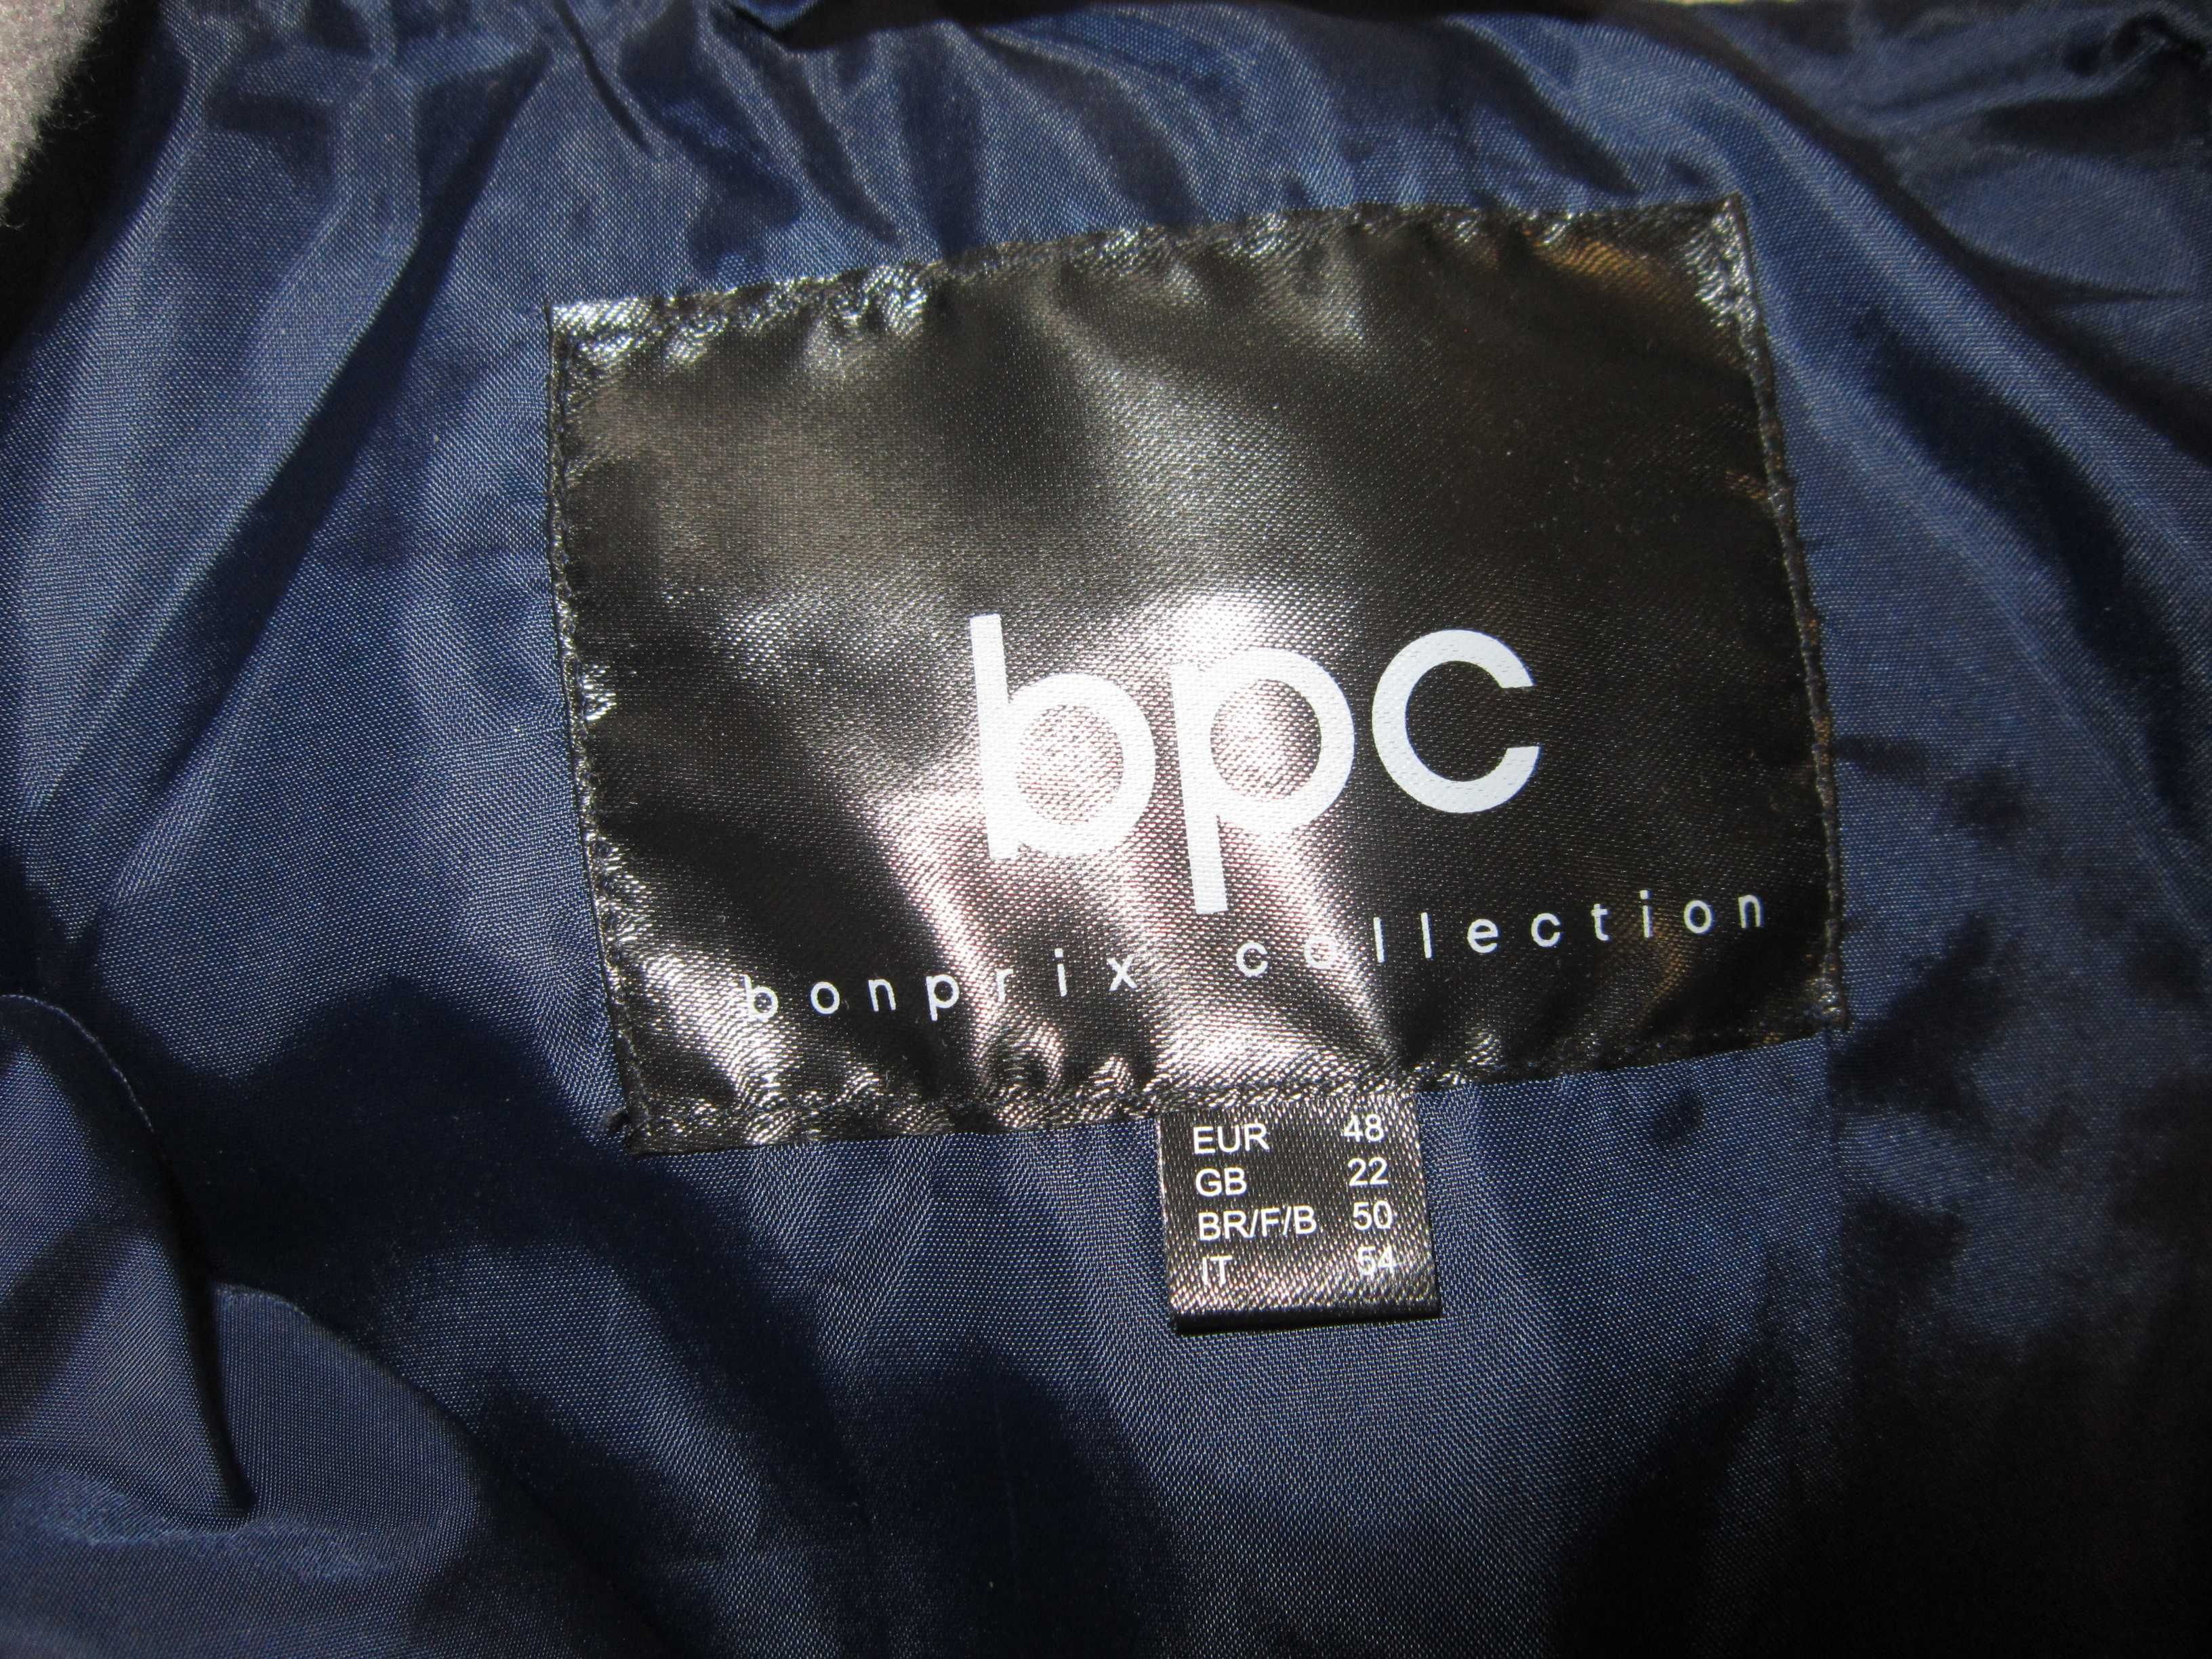 bpc
bonprix collection
EUR 48
GB 22
BR/F/B 50
IT 54